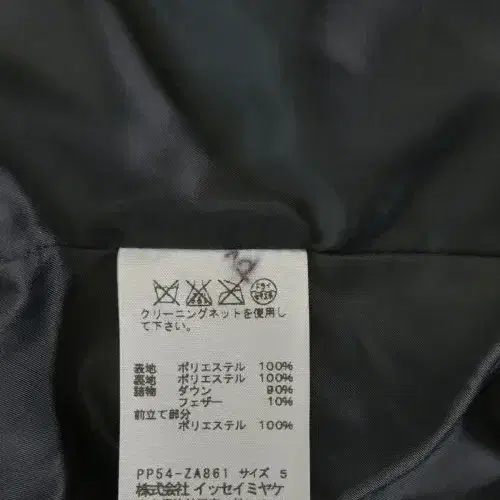 クリーニングネットを使用し
て下さい。
表地 ポリエステル 100%
裏地 ポリエステル 100%
詰物 ダウン 90%
フェザー 10%
前立て部分
ポリエステル 100%
PP54-ZA861 サイズ S
株式会社 イッセイミヤケ